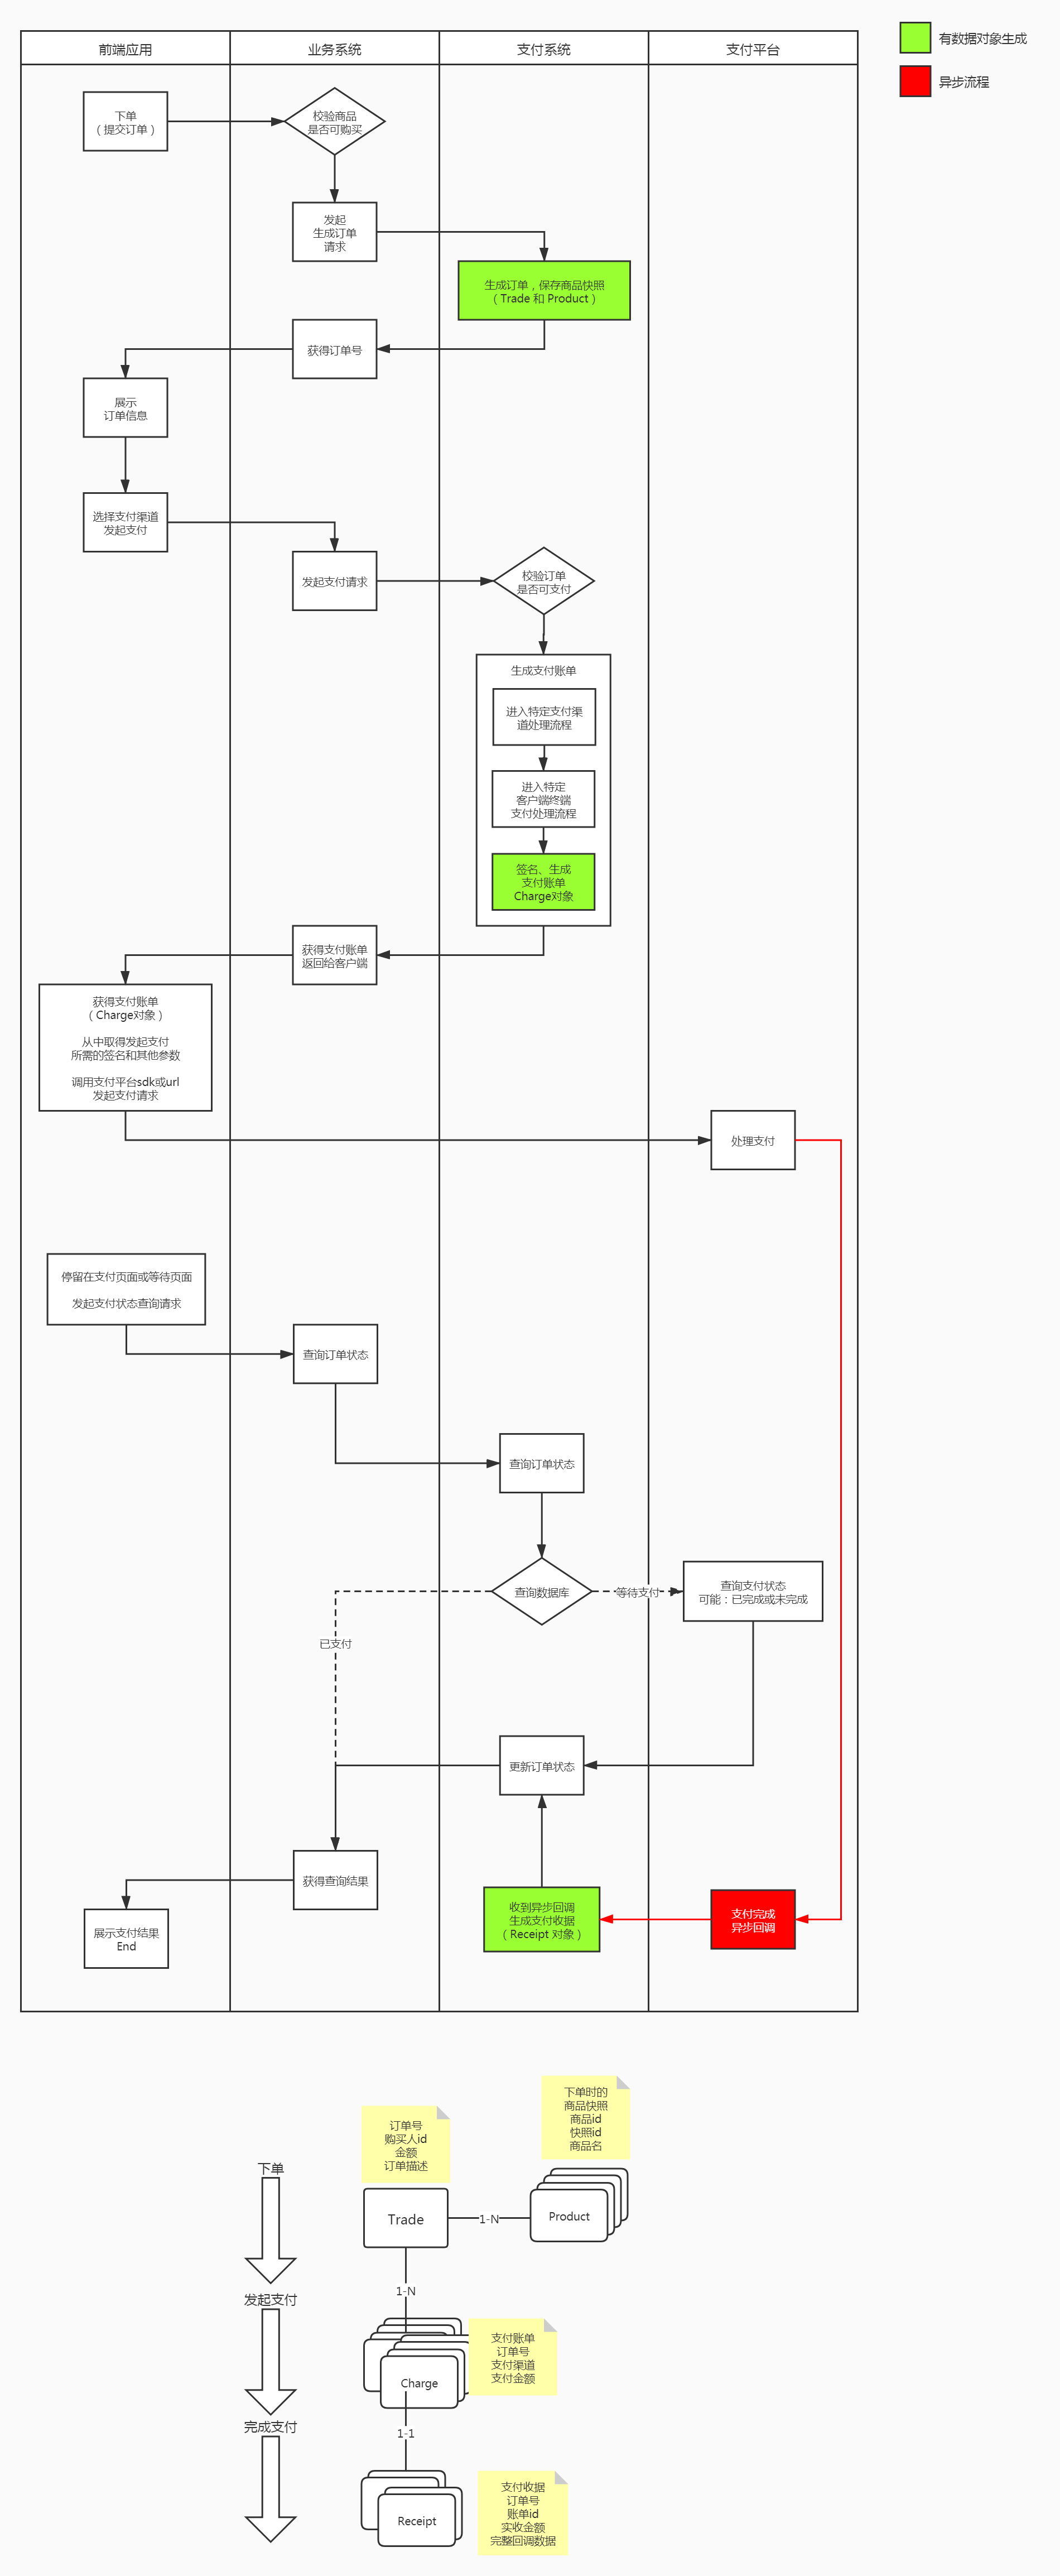 前端应用
业务系统
支付系统
支付平台
有数据对象生成
异步流程
下单
（提交订单）
校验商品
是否可购买
发起
生成订单
请求
生成订单，保存商品快照
（Trade 和 Product）
获得订单号
展示
订单信息
选择支付渠道
发起支付
发起支付请求
校验订单
是否可支付
生成支付账单
进入特定支付渠
道处理流程
进入特定
客户端终端
支付处理流程
签名、生成
支付账单
Charge对象
获得支付账单
返回给客户端
获得支付账单
（Charge对象）
从中取得发起支付
所需的签名和其他参数
调用支付平台sdk或url
发起支付请求
处理支付
停留在支付页面或等待页面
发起支付状态查询请求
查询订单状态
查询订单状态
查询数据库
等待支付
查询支付状态
可能：已完成或未完成
已支付
更新订单状态
获得查询结果
收到异步回调
生成支付收据
（Receipt 对象）
支付完成
异步回调
展示支付结果
End
下单时的
商品快照
商品id
快照id
商品名
订单号
购买人id
金额
订单描述
下单
Trade
1-N
Product
1-N
发起支付
支付账单
订单号
支付渠道
支付金额
Charge
完成支付
1-1
支付收据
订单号
账单id
实收金额
完整回调数据
Receipt